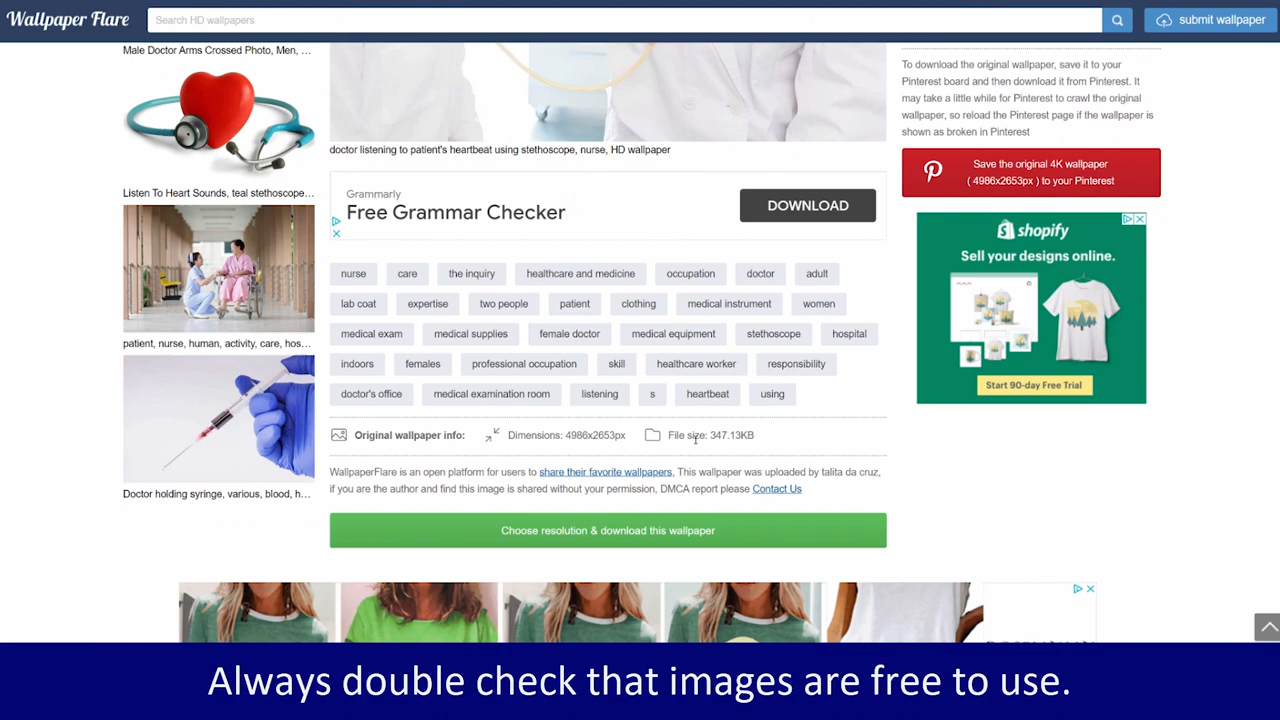 Wallpaper Flare
Search HD wallpapers
submit wallpaper
Male Doctor Arms Crossed Photo, Men, ...
Listen To Heart Sounds, teal stethoscope...
patient, nurse, human, activity, care, hos...
Doctor holding syringe, various, blood, h...
doctor listening to patient's heartbeat using stethoscope, nurse, HD wallpaper
Grammarly
Free Grammar Checker
DOWNLOAD
nurse care the inquiry healthcare and medicine occupation doctor adult
lab coat expertise two people patient clothing medical instrument women
medical exam medical supplies female doctor medical equipment stethoscope hospital
indoors females professional occupation skill healthcare worker responsibility
doctor's office medical examination room listening s heartbeat using
Original wallpaper info: Dimensions: 4986x2653px File size: 347.13KB
WallpaperFlare is an open platform for users to share their favorite wallpapers, This wallpaper was uploaded by talita da cruz,
if you are the author and find this image is shared without your permission, DMCA report please Contact Us
Choose resolution & download this wallpaper
To download the original wallpaper, save it to your
Pinterest board and then download it from Pinterest. It
may take a little while for Pinterest to crawl the original
wallpaper, so reload the Pinterest page if the wallpaper is
shown as broken in Pinterest
Save the original 4K wallpaper
( 4986x2653px ) to your Pinterest
shopify
Sell your designs online.
Start 90-day Free Trial
Always double check that images are free to use.